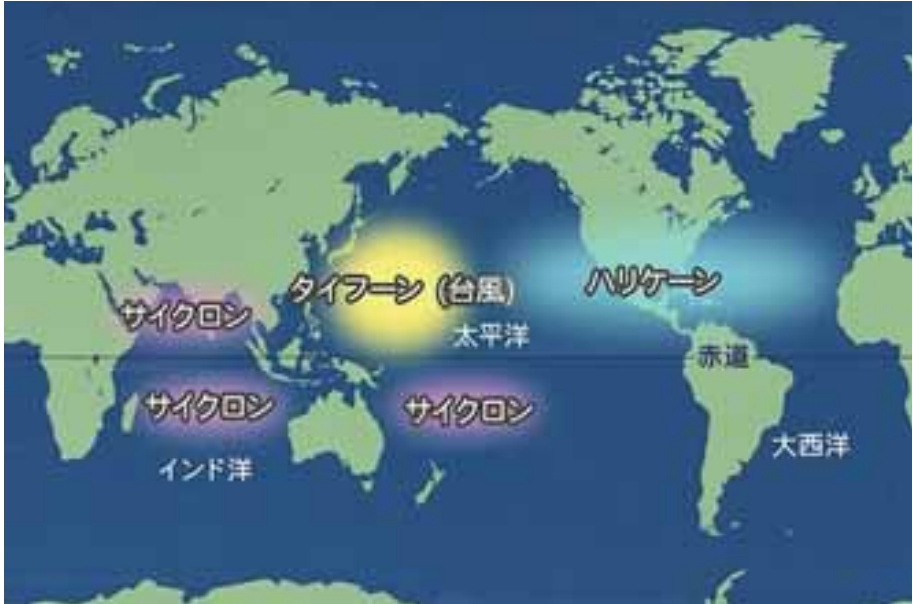 ハリケーン
タイフーン (台風)
サイクロン
太平洋
赤道
サイクロン
サイクロン
大西洋
インド洋